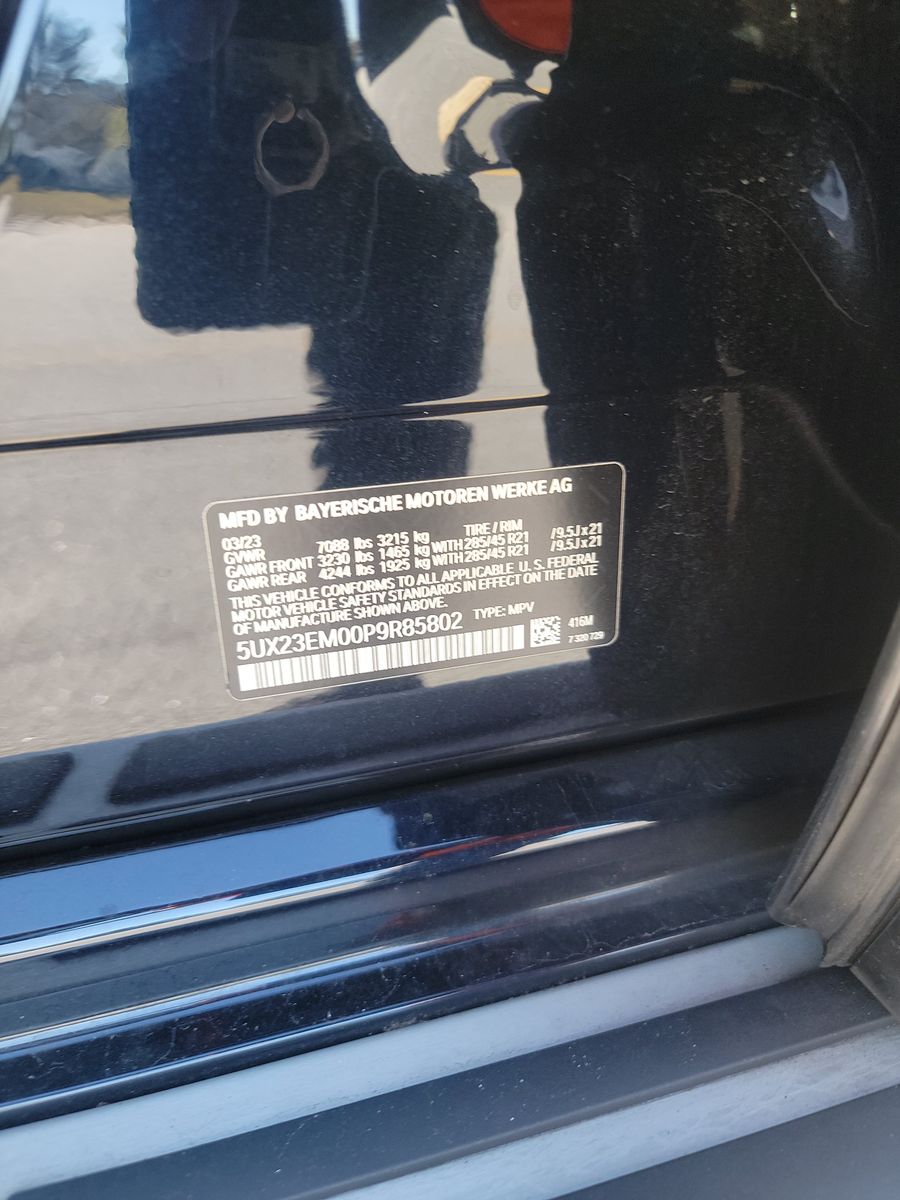 MFD BY BAYERISCHE MOTOREN WERKE AG
03/23 TIRE / RIM
GVWR 7088 lbs 3215 kg
GAWR FRONT 3230 lbs 1465 kg WITH 285/45 R21 /9.5J x 21
GAWR REAR 4244 lbs 1925 kg WITH 285/45 R21 /9.5J x 21
THIS VEHICLE CONFORMS TO ALL APPLICABLE U.S. FEDERAL
MOTOR VEHICLE SAFETY STANDARDS IN EFFECT ON THE DATE
OF MANUFACTURE SHOWN ABOVE.
5UX23EM00P9R85802 TYPE: MPV
416M
7 320 729